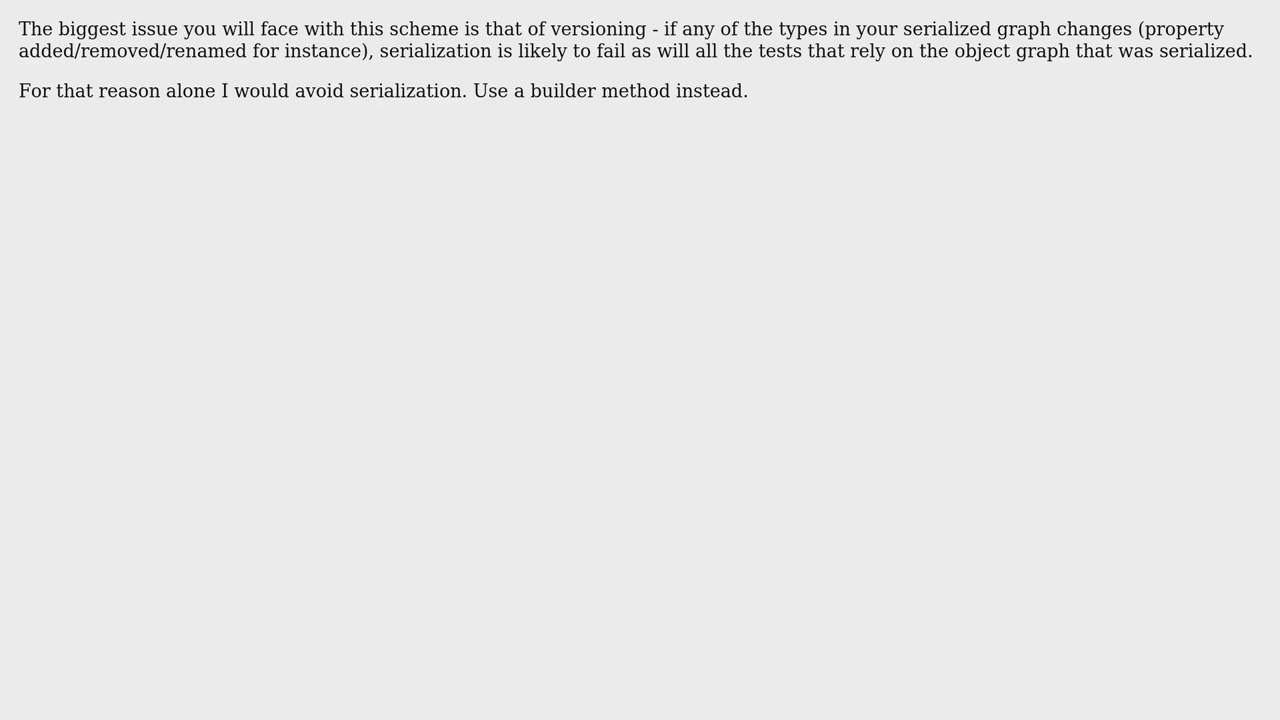 The biggest issue you will face with this scheme is that of versioning - if any of the types in your serialized graph changes (property
added/removed/renamed for instance), serialization is likely to fail as will all the tests that rely on the object graph that was serialized.
For that reason alone I would avoid serialization. Use a builder method instead.